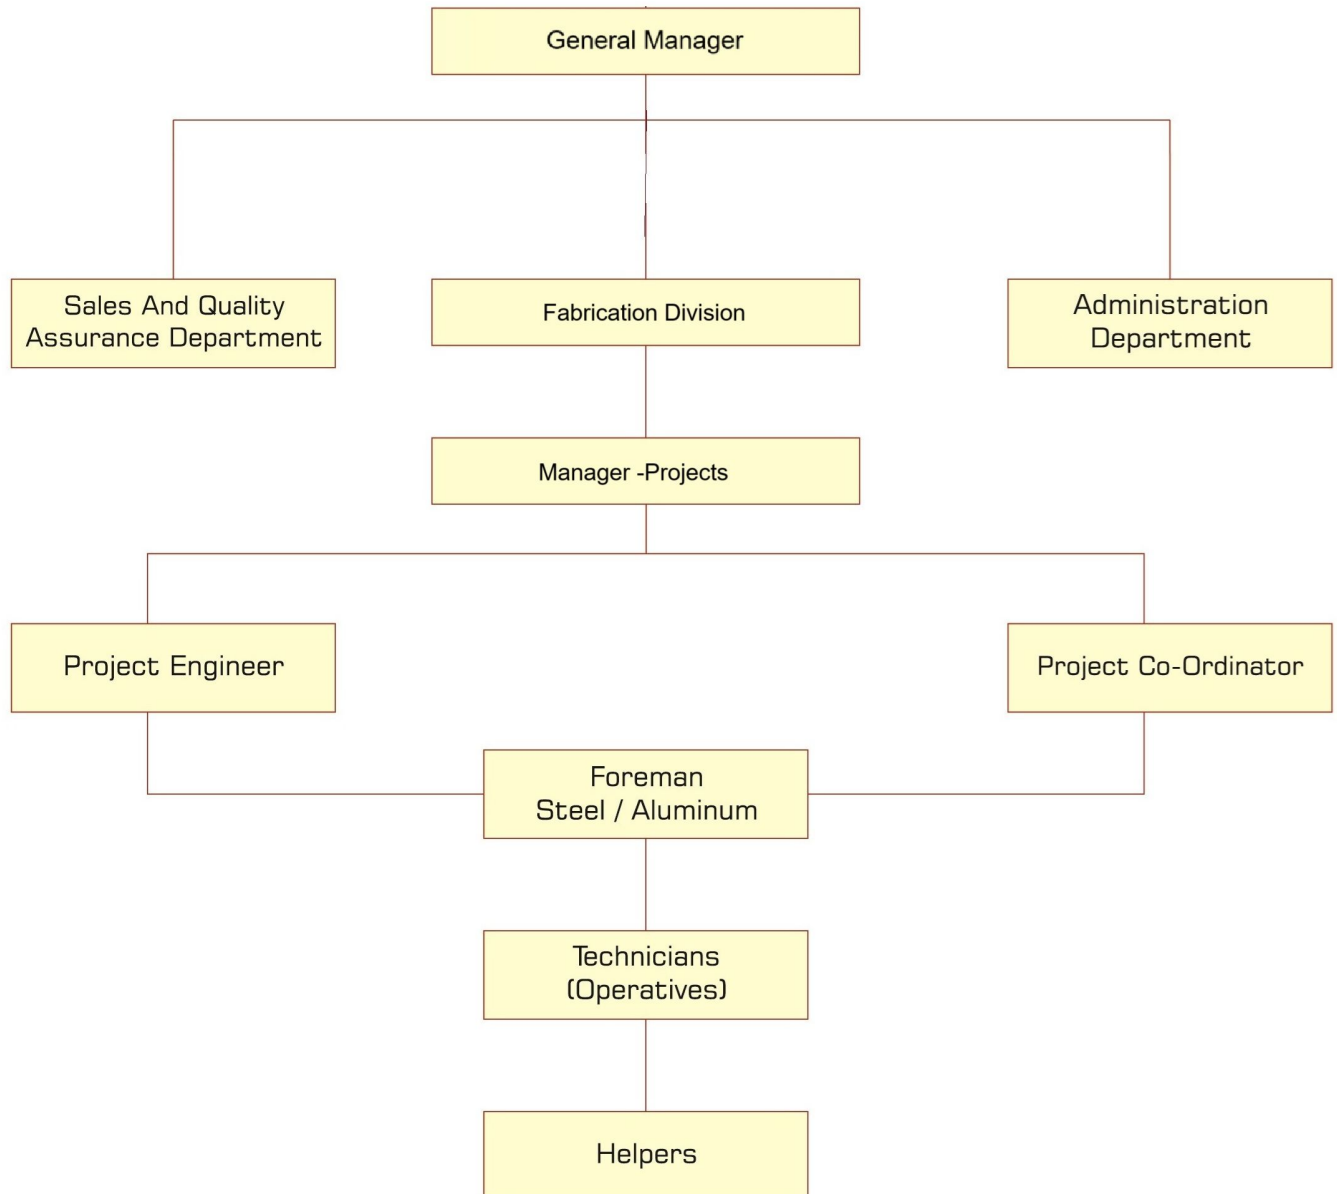 General Manager
Sales And Quality
Assurance Department
Fabrication Division
Administration
Department
Manager -Projects
Project Engineer
Project Co-Ordinator
Foreman
Steel / Aluminum
Technicians
(Operatives)
Helpers